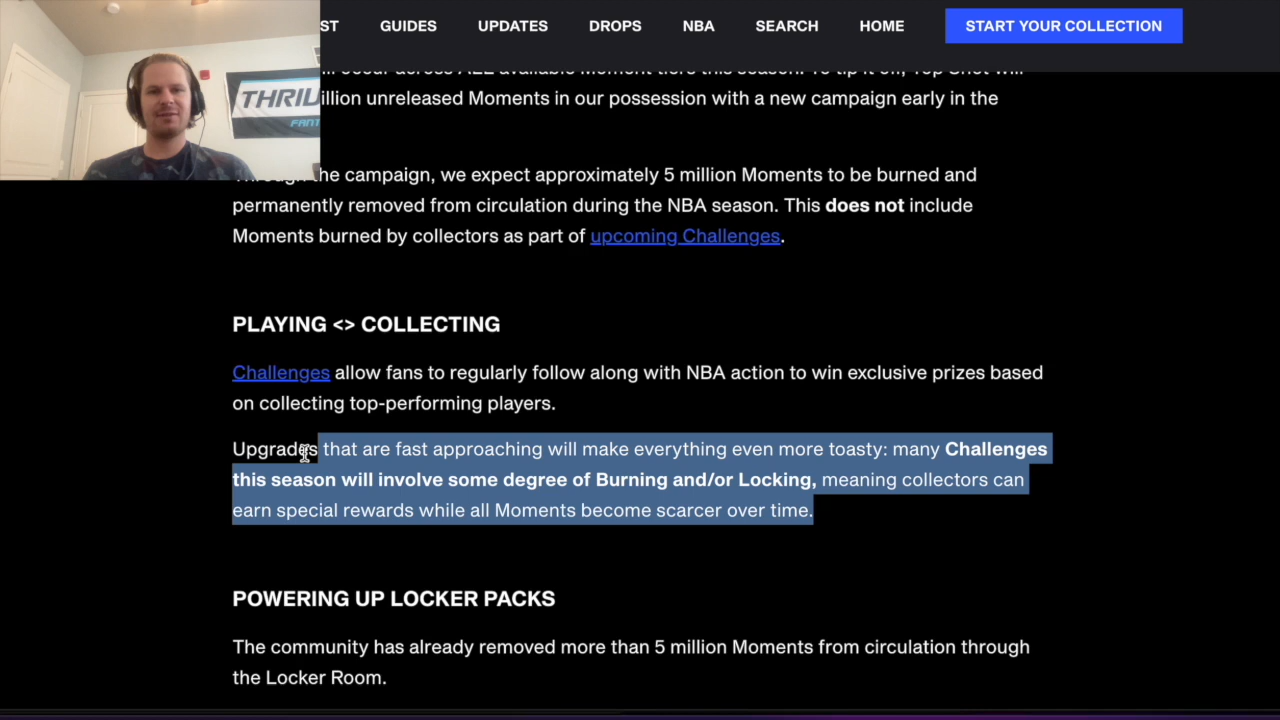 GUIDES UPDATES DROPS NBA SEARCH HOME START YOUR COLLECTION
unreleased Moments in our possession with a new campaign early in the
the campaign, we expect approximately 5 million Moments to be burned and
permanently removed from circulation during the NBA season. This does not include
Moments burned by collectors as part of upcoming Challenges.
PLAYING <> COLLECTING
Challenges allow fans to regularly follow along with NBA action to win exclusive prizes based
on collecting top-performing players.
Upgrades that are fast approaching will make everything even more toasty: many Challenges
this season will involve some degree of Burning and/or Locking, meaning collectors can
earn special rewards while all Moments become scarcer over time.
POWERING UP LOCKER PACKS
The community has already removed more than 5 million Moments from circulation through
the Locker Room.